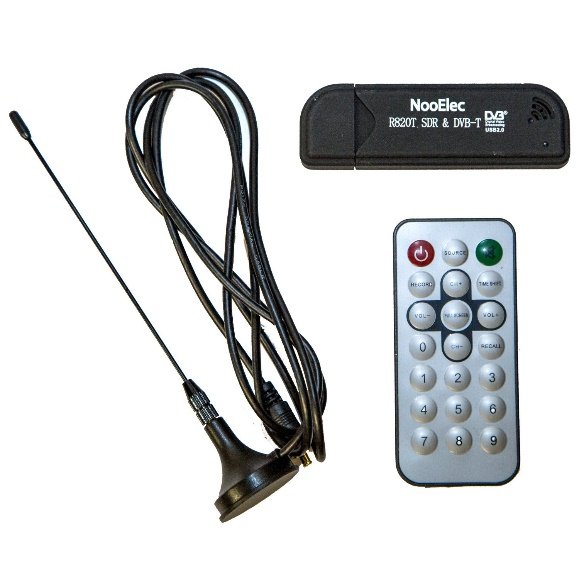 NooElec
R820T SDR & DVB-T
DVB
USB2.0
SOURCE
RECORD
CH+
TIMESHIFT
VOL-
FULLSCREEN
VOL+
0
CH-
RECALL
1
2
3
4
5
6
7
8
9